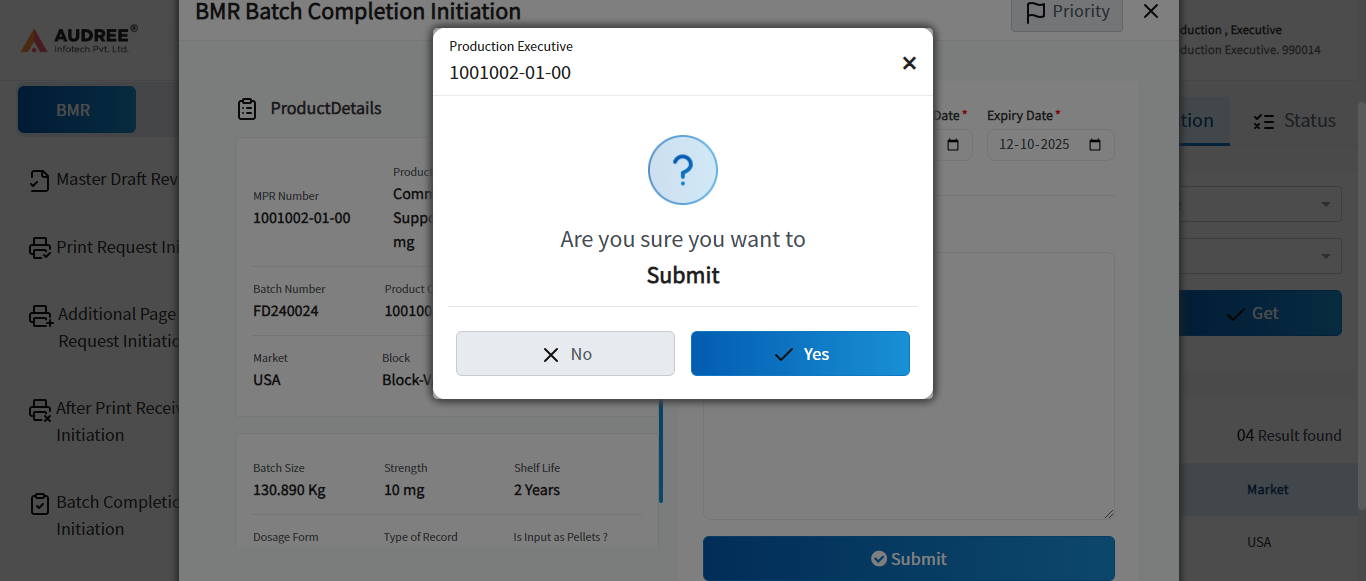 BMR Batch Completion Initiation
Priority
AUDREE®
Infotech Pvt. Ltd.
duction , Executive
duction Executive. 990014
Production Executive
1001002-01-00
BMR
ProductDetails
Date*
Expiry Date*
12-10-2025
tion
Status
Master Draft Rev
MPR Number
1001002-01-00
Produc
Comm
Suppo
mg
Are you sure you want to
Submit
Print Request Ini
Batch Number
FD240024
Product C
100100
Additional Page
Request Initiatio
Get
Market
USA
Block
Block-V
No
Yes
After Print Receiv
Initiation
04 Result found
Batch Size
130.890 Kg
Strength
10 mg
Shelf Life
2 Years
Market
Batch Completio
Initiation
Dosage Form
Type of Record
Is Input as Pellets ?
USA
Submit